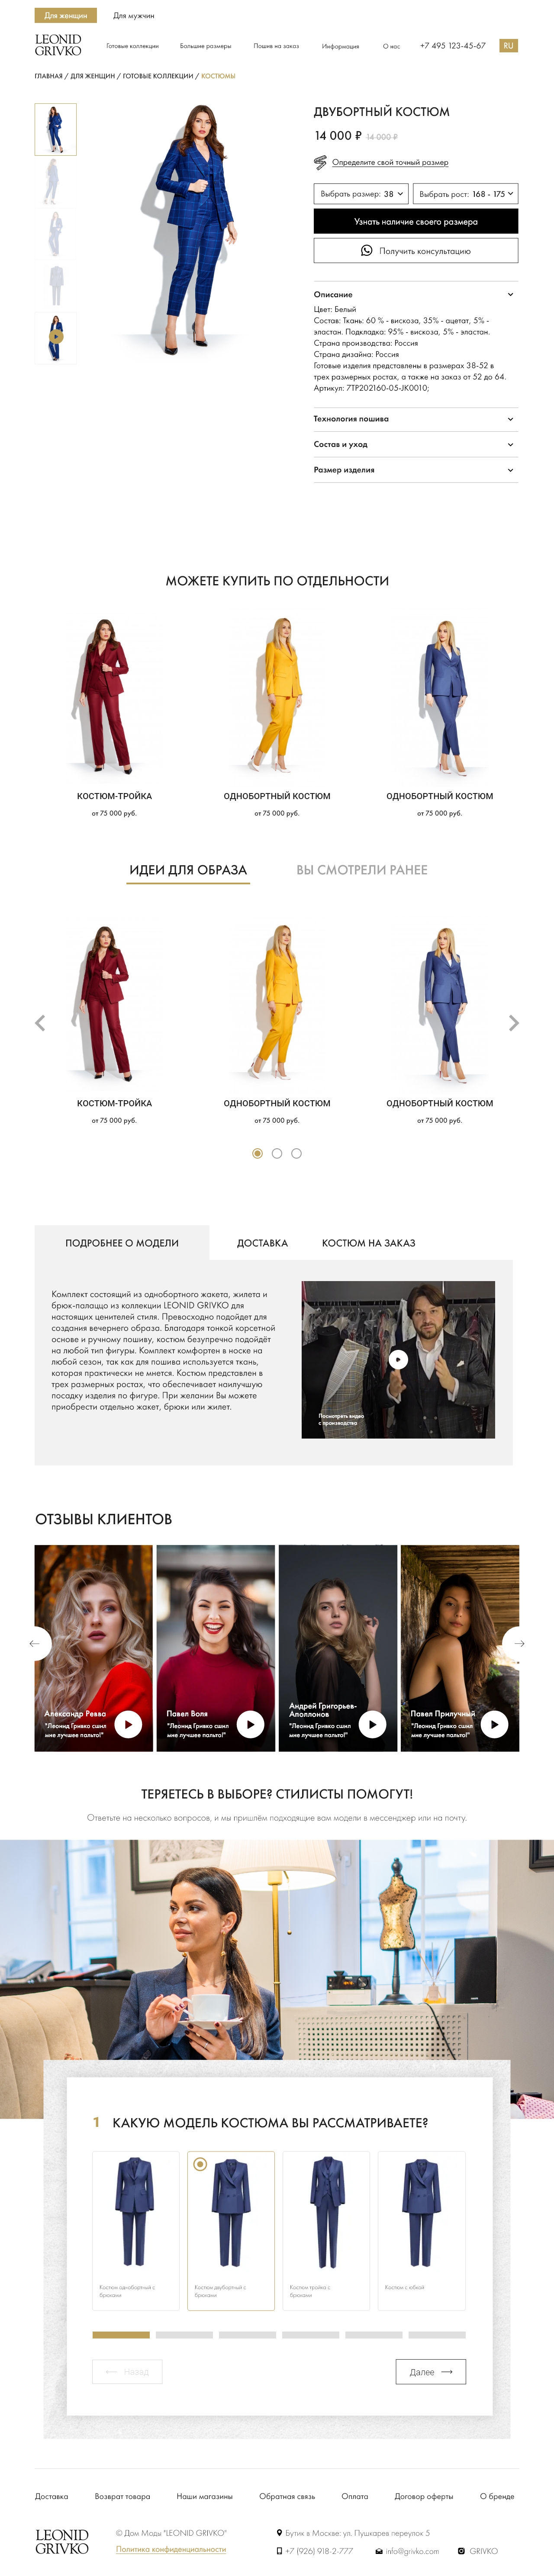 Для женщин
Для мужчин
LEONID
GRIVKO
Готовые коллекции
Большие размеры
Пошив на заказ
Информация
О нас
+7 495 123-45-67
RU
ГЛАВНАЯ / ДЛЯ ЖЕНЩИН / ГОТОВЫЕ КОЛЛЕКЦИИ / КОСТЮМЫ
ДВУБОРТНЫЙ КОСТЮМ
14 000 ₽ 14 000 ₽
Определите свой точный размер
Выбрать размер: 38
Выбрать рост: 168 - 175
Узнать наличие своего размера
Получить консультацию
Описание
Цвет: Белый
Состав: Ткань: 60 % - вискоза, 35% - ацетат, 5% -
эластан. Подкладка: 95% - вискоза, 5% - эластан.
Страна производства: Россия
Страна дизайна: Россия
Готовые изделия представлены в размерах 38-52 в
трех размерных ростах, а также на заказ от 52 до 64.
Артикул: 7TP202160-05-JK0010;
Технология пошива
Состав и уход
Размер изделия
МОЖЕТЕ КУПИТЬ ПО ОТДЕЛЬНОСТИ
КОСТЮМ-ТРОЙКА
от 75 000 руб.
ОДНОБОРТНЫЙ КОСТЮМ
от 75 000 руб.
ОДНОБОРТНЫЙ КОСТЮМ
от 75 000 руб.
ИДЕИ ДЛЯ ОБРАЗА
ВЫ СМОТРЕЛИ РАНЕЕ
КОСТЮМ-ТРОЙКА
от 75 000 руб.
ОДНОБОРТНЫЙ КОСТЮМ
от 75 000 руб.
ОДНОБОРТНЫЙ КОСТЮМ
от 75 000 руб.
ПОДРОБНЕЕ О МОДЕЛИ
ДОСТАВКА
КОСТЮМ НА ЗАКАЗ
Комплект состоящий из однобортного жакета, жилета и
брюк-палаццо из коллекции LEONID GRIVKO для
настоящих ценителей стиля. Превосходно подойдет для
создания вечернего образа. Благодаря тонкой корсетной
основе и ручному пошиву, костюм безупречно подойдёт
на любой тип фигуры. Комплект комфортен в носке на
любой сезон, так как для пошива используется ткань,
которая практически не мнется. Костюм представлен в
трех размерных ростах, что обеспечивает наилучшую
посадку изделия по фигуре. При желании Вы можете
приобрести отдельно жакет, брюки или жилет.
Посмотреть видео
с производства
ОТЗЫВЫ КЛИЕНТОВ
Александр Ревва
"Леонид Гривко сшил
мне лучшее пальто!"
Павел Воля
"Леонид Гривко сшил
мне лучшее пальто!"
Андрей Григорьев-
Аполлонов
"Леонид Гривко сшил
мне лучшее пальто!"
Павел Прилучный
"Леонид Гривко сшил
мне лучшее пальто!"
ТЕРЯЕТЕСЬ В ВЫБОРЕ? СТИЛИСТЫ ПОМОГУТ!
Ответьте на несколько вопросов, и мы пришлём подходящие вам модели в мессенджер или на почту.
1 КАКУЮ МОДЕЛЬ КОСТЮМА ВЫ РАССМАТРИВАЕТЕ?
Костюм однобортный с
брюками
Костюм двубортный с
брюками
Костюм тройка с
брюками
Костюм с юбкой
Назад
Далее
Доставка
Возврат товара
Наши магазины
Обратная связь
Оплата
Договор оферты
О бренде
LEONID
GRIVKO
© Дом Моды "LEONID GRIVKO"
Политика конфиденциальности
Бутик в Москве: ул. Пушкарев переулок 5
+7 (926) 918-2-777
info@grivko.com
GRIVKO